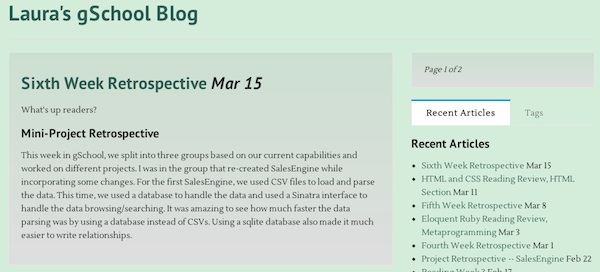 Laura's gSchool Blog
Sixth Week Retrospective Mar 15
What's up readers?
Mini-Project Retrospective
This week in gSchool, we split into three groups based on our current capabilities and
worked on different projects. I was in the group that re-created SalesEngine while
incorporating some changes. For the first SalesEngine, we used CSV files to load and parse
the data. This time, we used a database to handle the data and used a Sinatra interface to
handle the data browsing/searching. It was amazing to see how much faster the data
parsing was by using a database instead of CSVs. Using a sqlite database also made it much
easier to write relationships.
Page 1 of 2
Recent Articles Tags
Recent Articles
Sixth Week Retrospective Mar 15
HTML and CSS Reading Review, HTML
Section Mar 11
Fifth Week Retrospective Mar 8
Eloquent Ruby Reading Review,
Metaprogramming Mar 3
Fourth Week Retrospective Mar 1
Project Retrospective -- SalesEngine Feb 22
Reading Week 3 Feb 17